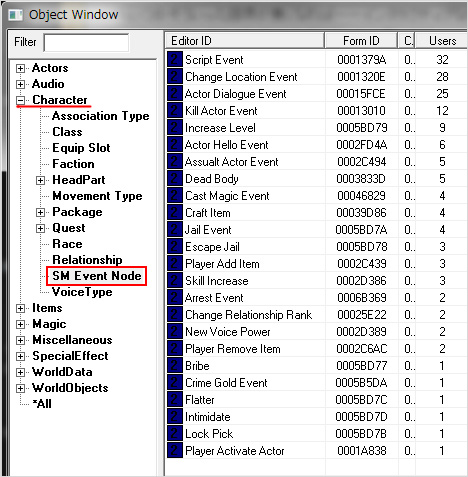 Object Window
Filter
Actors
Audio
Character
Association Type
Class
Equip Slot
Faction
HeadPart
Movement Type
Package
Quest
Race
Relationship
SM Event Node
VoiceType
Items
Magic
Miscellaneous
SpecialEffect
WorldData
WorldObjects
*All
Editor ID Form ID C. Users
Script Event 0001379A 0.. 32
Change Location Event 0001320E 0.. 28
Actor Dialogue Event 00015FCE 0.. 25
Kill Actor Event 00013010 0.. 12
Increase Level 0005BD79 0.. 9
Actor Hello Event 0002FD4A 0.. 6
Assualt Actor Event 0002C494 0.. 5
Dead Body 0003833D 0.. 5
Cast Magic Event 00046829 0.. 4
Craft Item 00039D86 0.. 4
Jail Event 0005BD7A 0.. 4
Escape Jail 0005BD78 0.. 3
Player Add Item 0002C439 0.. 3
Skill Increase 0002D386 0.. 3
Arrest Event 0006B369 0.. 2
Change Relationship Rank 00025E22 0.. 2
New Voice Power 0002D389 0.. 2
Player Remove Item 0002C6AC 0.. 2
Bribe 0005BD77 0.. 1
Crime Gold Event 0005B5DA 0.. 1
Flatter 0005BD7C 0.. 1
Intimidate 0005BD7D 0.. 1
Lock Pick 0005BD7B 0.. 1
Player Activate Actor 0001A838 0.. 1